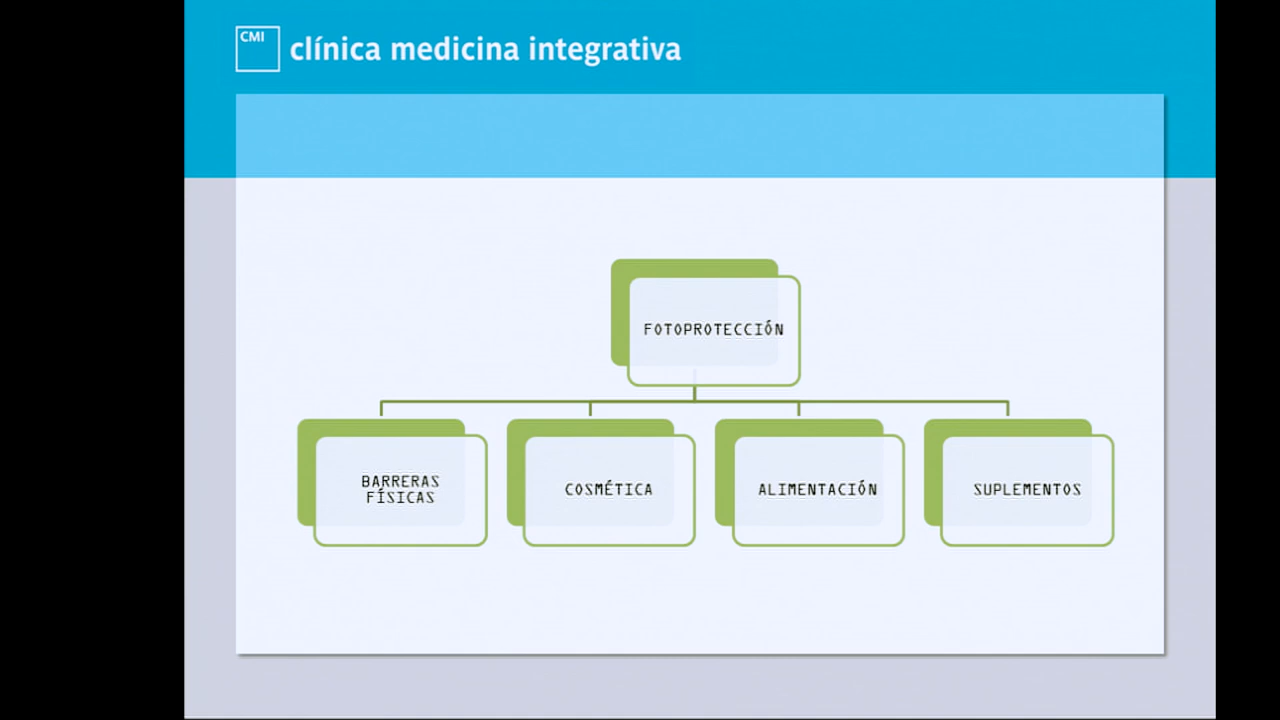 CMI
clínica medicina integrativa
FOTOPROTECCIÓN
BARRERAS
FÍSICAS
COSMÉTICA
ALIMENTACIÓN
SUPLEMENTOS